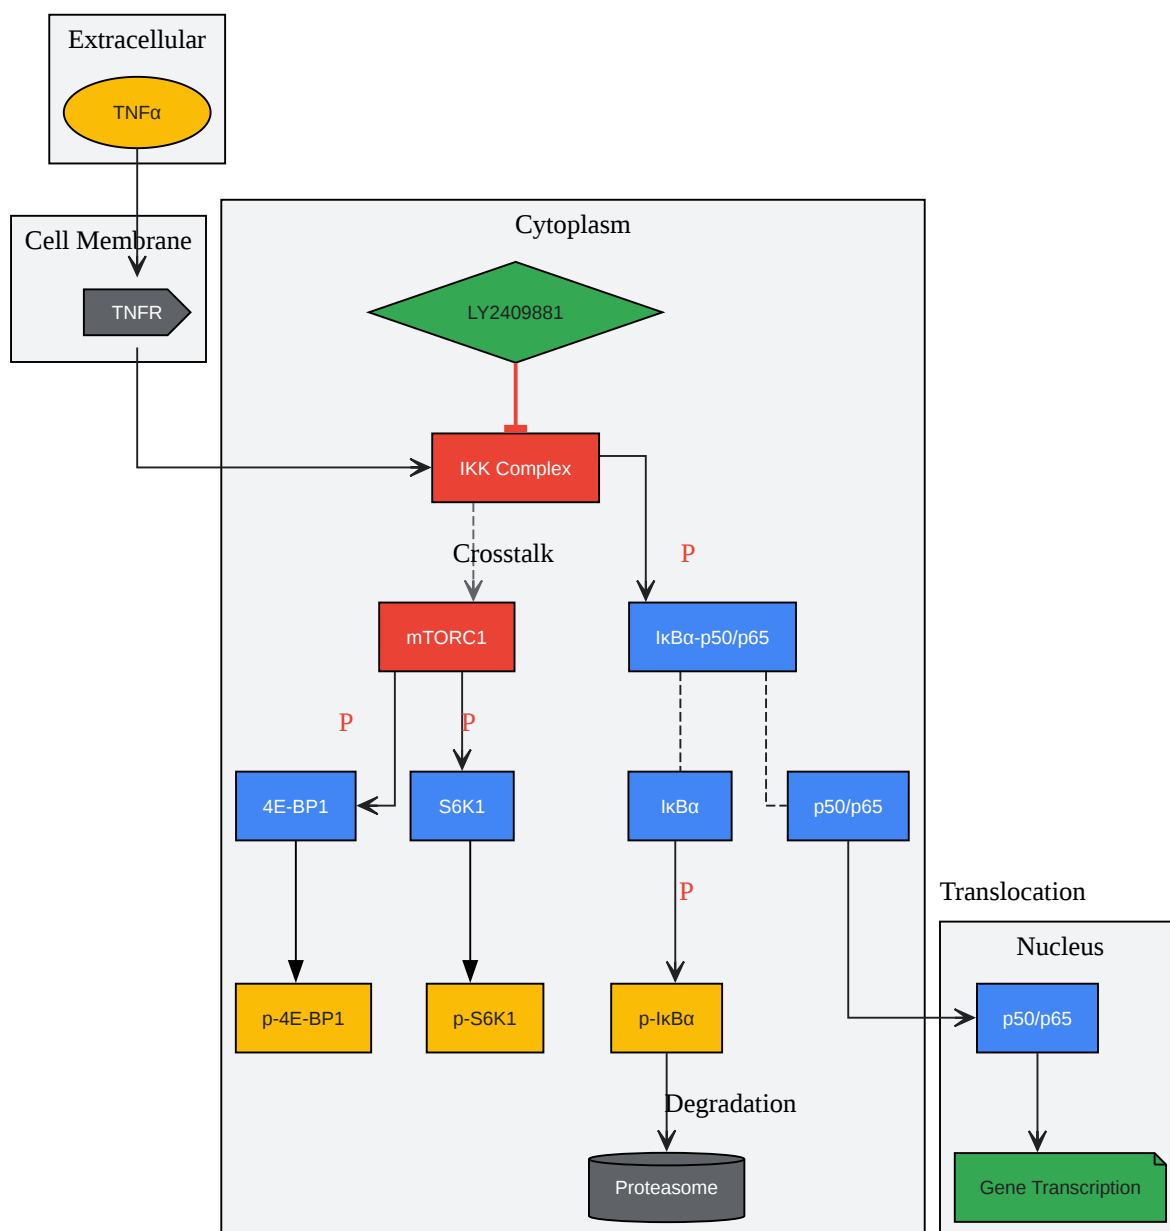 Extracellular
TNFα
Cell Membrane
TNFR
Cytoplasm
LY2409881
IKK Complex
Crosstalk
P
mTORC1
IκBα-p50/p65
P
P
4E-BP1
S6K1
IκBα
p50/p65
P
Translocation
Nucleus
p-4E-BP1
p-S6K1
p-IκBα
p50/p65
Degradation
Proteasome
Gene Transcription